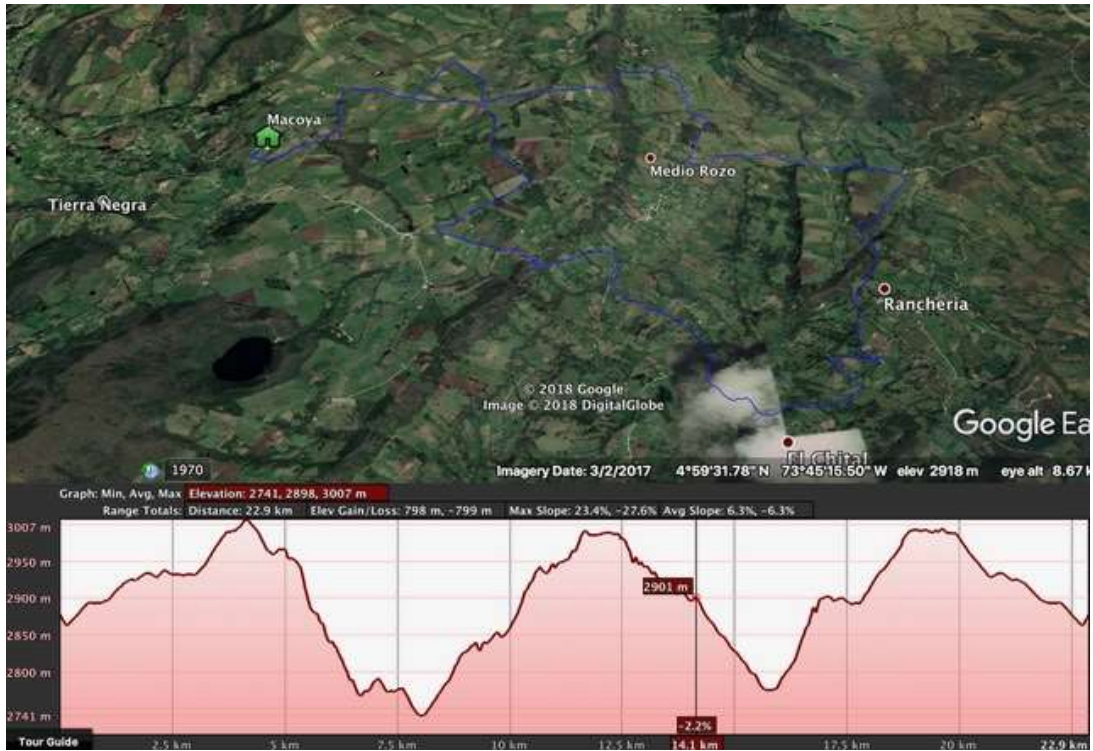 Macoya
Medio Rozo
Tierra Negra
Rancheria
© 2018 Google
Image © 2018 DigitalGlobe
Google Ea
El Chital
1970
Imagery Date: 3/2/2017 4°59'31.78" N 73°45'15.50" W elev 2918 m eye alt 8.67 k
Graph: Min, Avg, Max Elevation: 2741, 2898, 3007 m
Range Totals: Distance: 22.9 km Elev Gain/Loss: 798 m, -799 m Max Slope: 23.4%, -27.6% Avg Slope: 6.3%, -6.3%
3007 m
2950 m
2901 m
2900 m
2850 m
2800 m
2741 m
-2.2%
Tour Guide 2.5 km 5 km 7.5 km 10 km 12.5 km 14.1 km 17.5 km 20 km 22.9 km